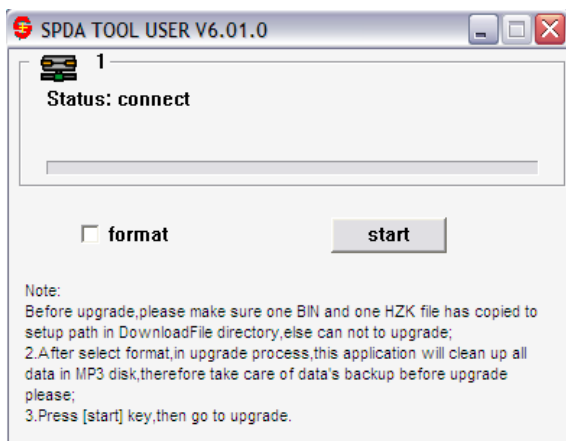 SPDA TOOL USER V6.01.0
1
Status: connect
format
start
Note:
Before upgrade,please make sure one BIN and one HZK file has copied to
setup path in DownloadFile directory,else can not to upgrade;
2.After select format,in upgrade process,this application will clean up all
data in MP3 disk,therefore take care of data's backup before upgrade
please;
3.Press [start] key,then go to upgrade.